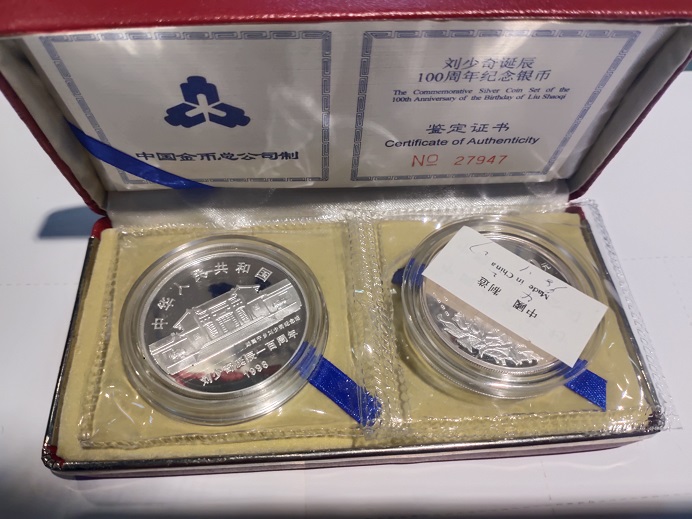 中国金币总公司制
刘少奇诞辰
100周年纪念银币
The Commemorative Silver Coin Set of the
100th Anniversary of the Birthday of Liu Shaoqi
鉴定证书
Certificate of Authenticity
No 27947
中华人民共和国
1998
中國
制造
Made in China